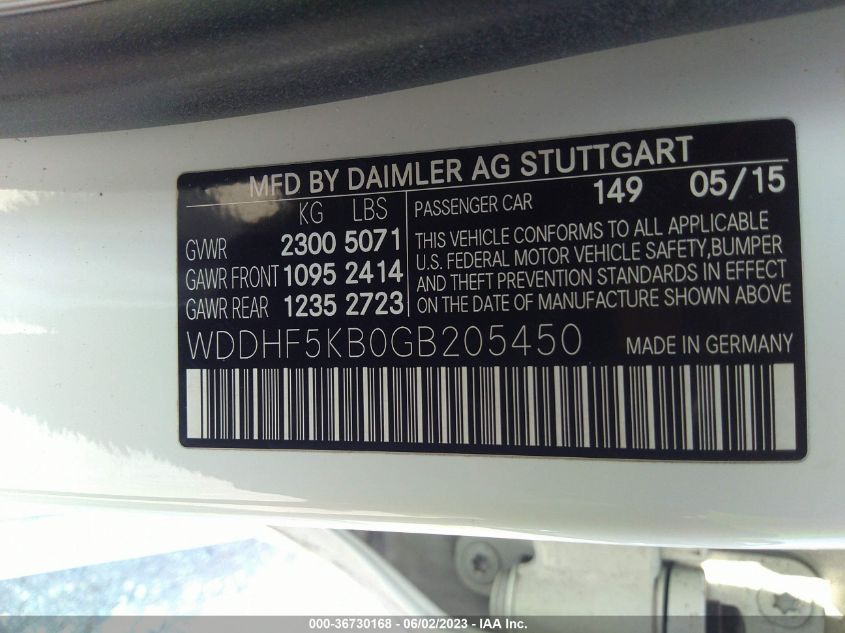 MFD BY DAIMLER AG STUTTGART
KG LBS
GVWR 2300 5071
GAWR FRONT 1095 2414
GAWR REAR 1235 2723
PASSENGER CAR 149 05/15
THIS VEHICLE CONFORMS TO ALL APPLICABLE
U.S. FEDERAL MOTOR VEHICLE SAFETY, BUMPER
AND THEFT PREVENTION STANDARDS IN EFFECT
ON THE DATE OF MANUFACTURE SHOWN ABOVE
WDDHF5KB0GB205450 MADE IN GERMANY
000-36730168 - 06/02/2023 - IAA Inc.